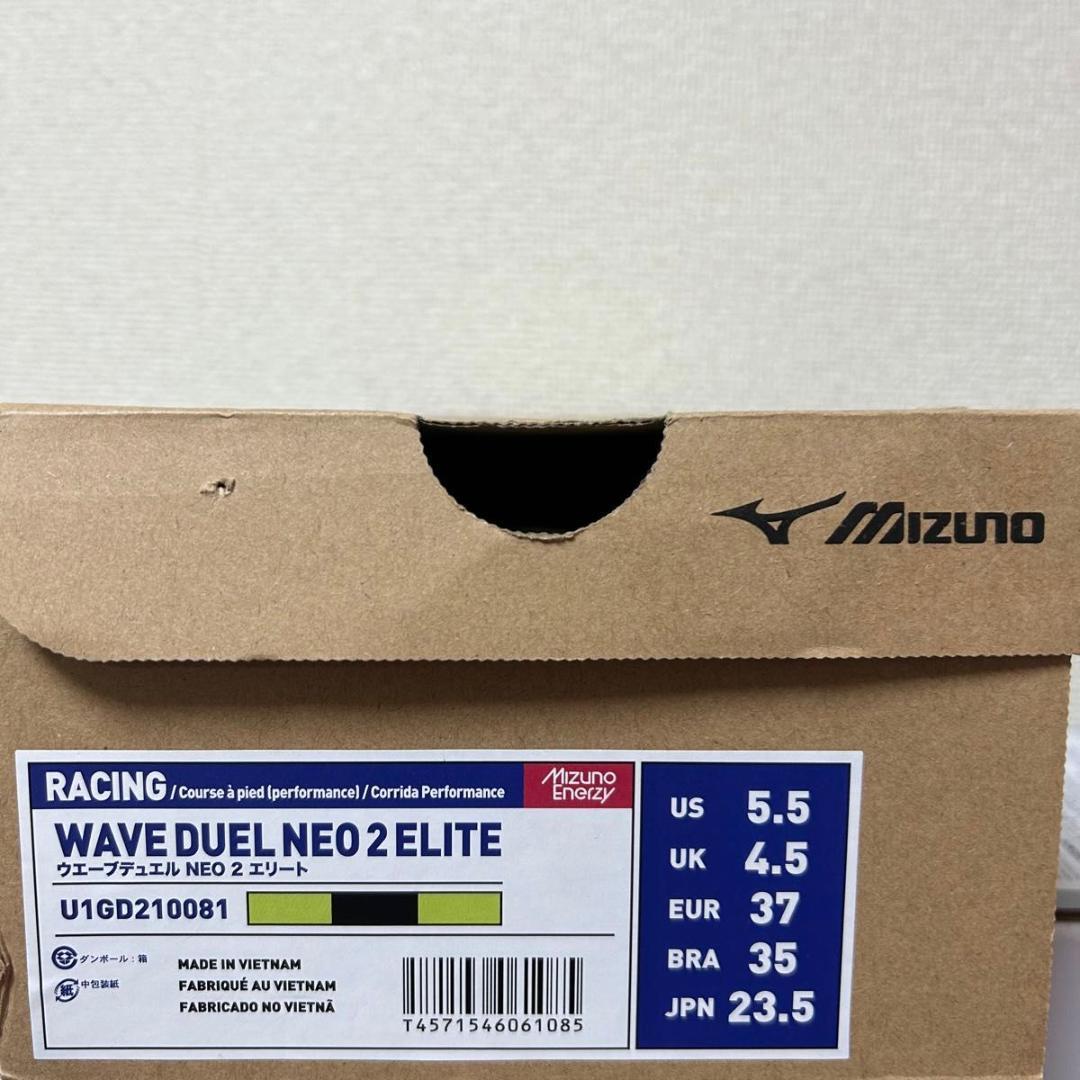 MIZUNO
RACING / Course à pied (performance) / Corrida Performance
Mizuno
Enerzy
WAVE DUEL NEO 2 ELITE
ウエーブデュエル NEO 2 エリート
U1GD210081
ダンボール：箱
紙 中包装紙
MADE IN VIETNAM
FABRIQUÉ AU VIETNAM
FABRICADO NO VIETNÃ
T4571546061085
US 5.5
UK 4.5
EUR 37
BRA 35
JPN 23.5